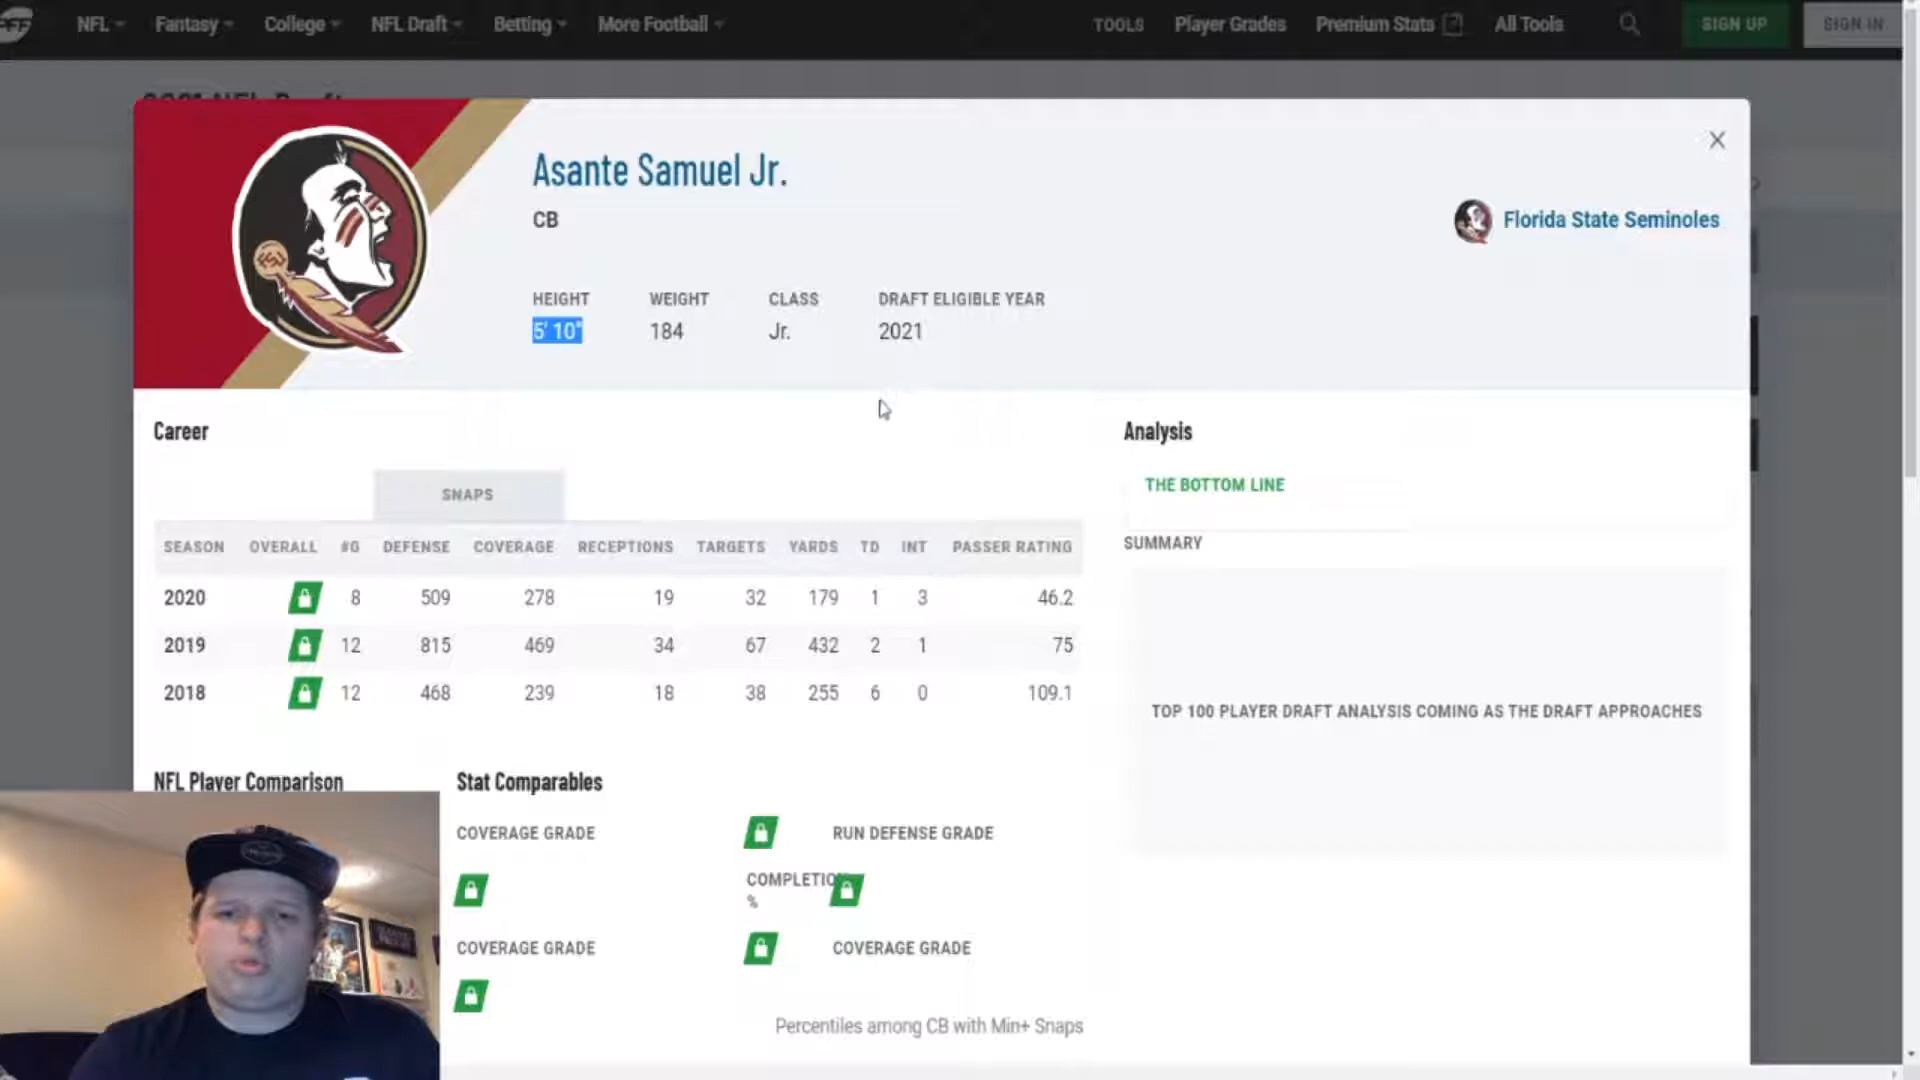 NFL Fantasy College NFL Draft Betting More Football TOOLS Player Grades Premium Stats All Tools SIGN UP SIGN IN
Asante Samuel Jr.
CB
Florida State Seminoles
HEIGHT WEIGHT CLASS DRAFT ELIGIBLE YEAR
5' 10" 184 Jr. 2021
Career
Analysis
THE BOTTOM LINE
SNAPS
SEASON OVERALL #G DEFENSE COVERAGE RECEPTIONS TARGETS YARDS TD INT PASSER RATING
SUMMARY
2020 8 509 278 19 32 179 1 3 46.2
2019 12 815 469 34 67 432 2 1 75
2018 12 468 239 18 38 255 6 0 109.1
TOP 100 PLAYER DRAFT ANALYSIS COMING AS THE DRAFT APPROACHES
NFL Player Comparison Stat Comparables
COVERAGE GRADE RUN DEFENSE GRADE
%
COVERAGE GRADE COVERAGE GRADE
Percentiles among CB with Min+ Snaps